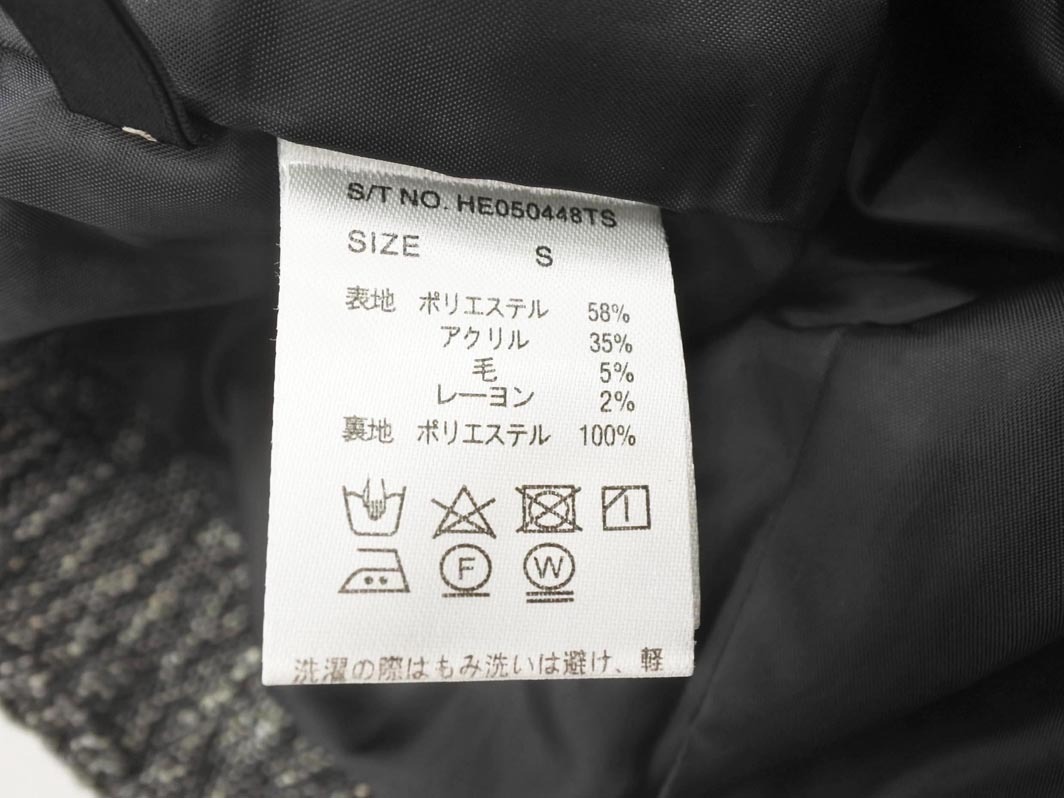 S/T NO. HE050448TS
SIZE S
表地 ポリエステル 58%
アクリル 35%
毛 5%
レーヨン 2%
裏地 ポリエステル 100%
F W
洗濯の際はもみ洗いは避け、軽